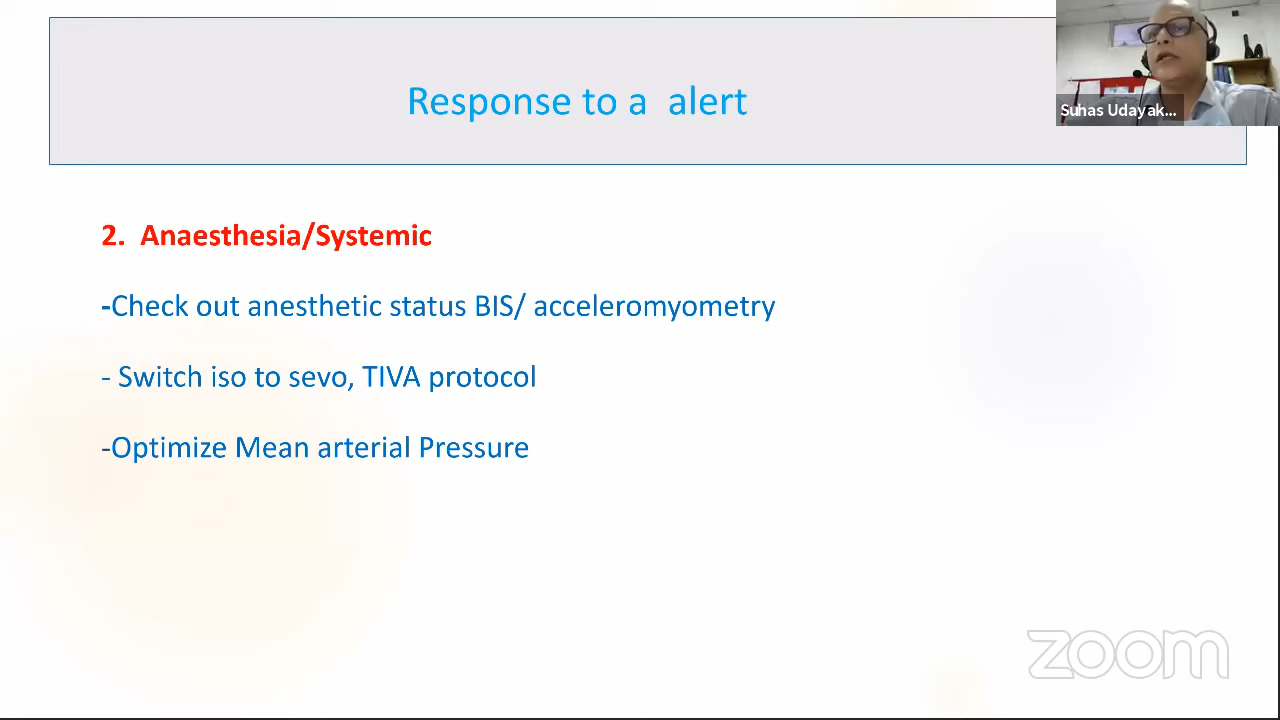 Response to a  alert
Suhas Udayak...
2.  Anaesthesia/Systemic
-Check out anesthetic status BIS/ acceleromyometry
- Switch iso to sevo, TIVA protocol
-Optimize Mean arterial Pressure
zoom